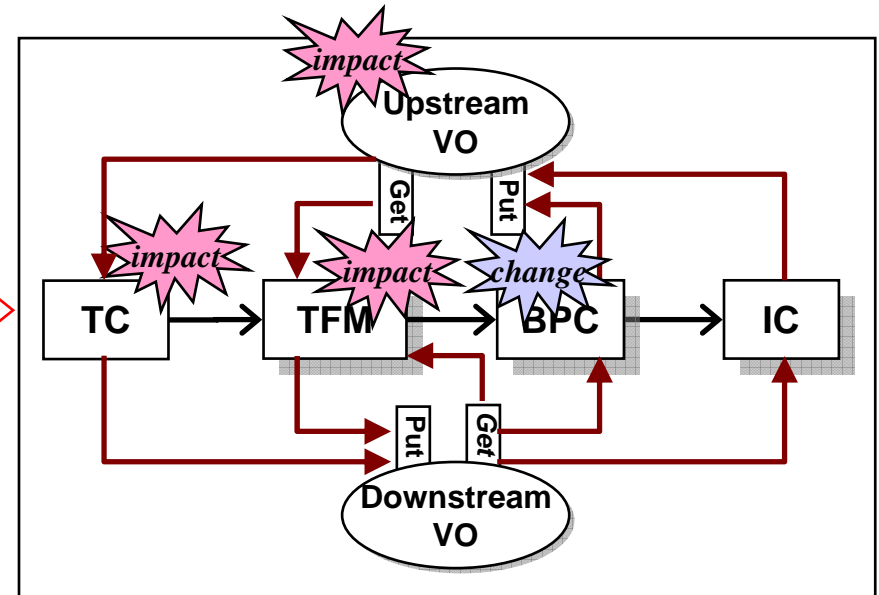 impact
Upstream
VO
Get
Put
impact
impact
change
TC
TFM
BPC
IC
Put
Get
Downstream
VO